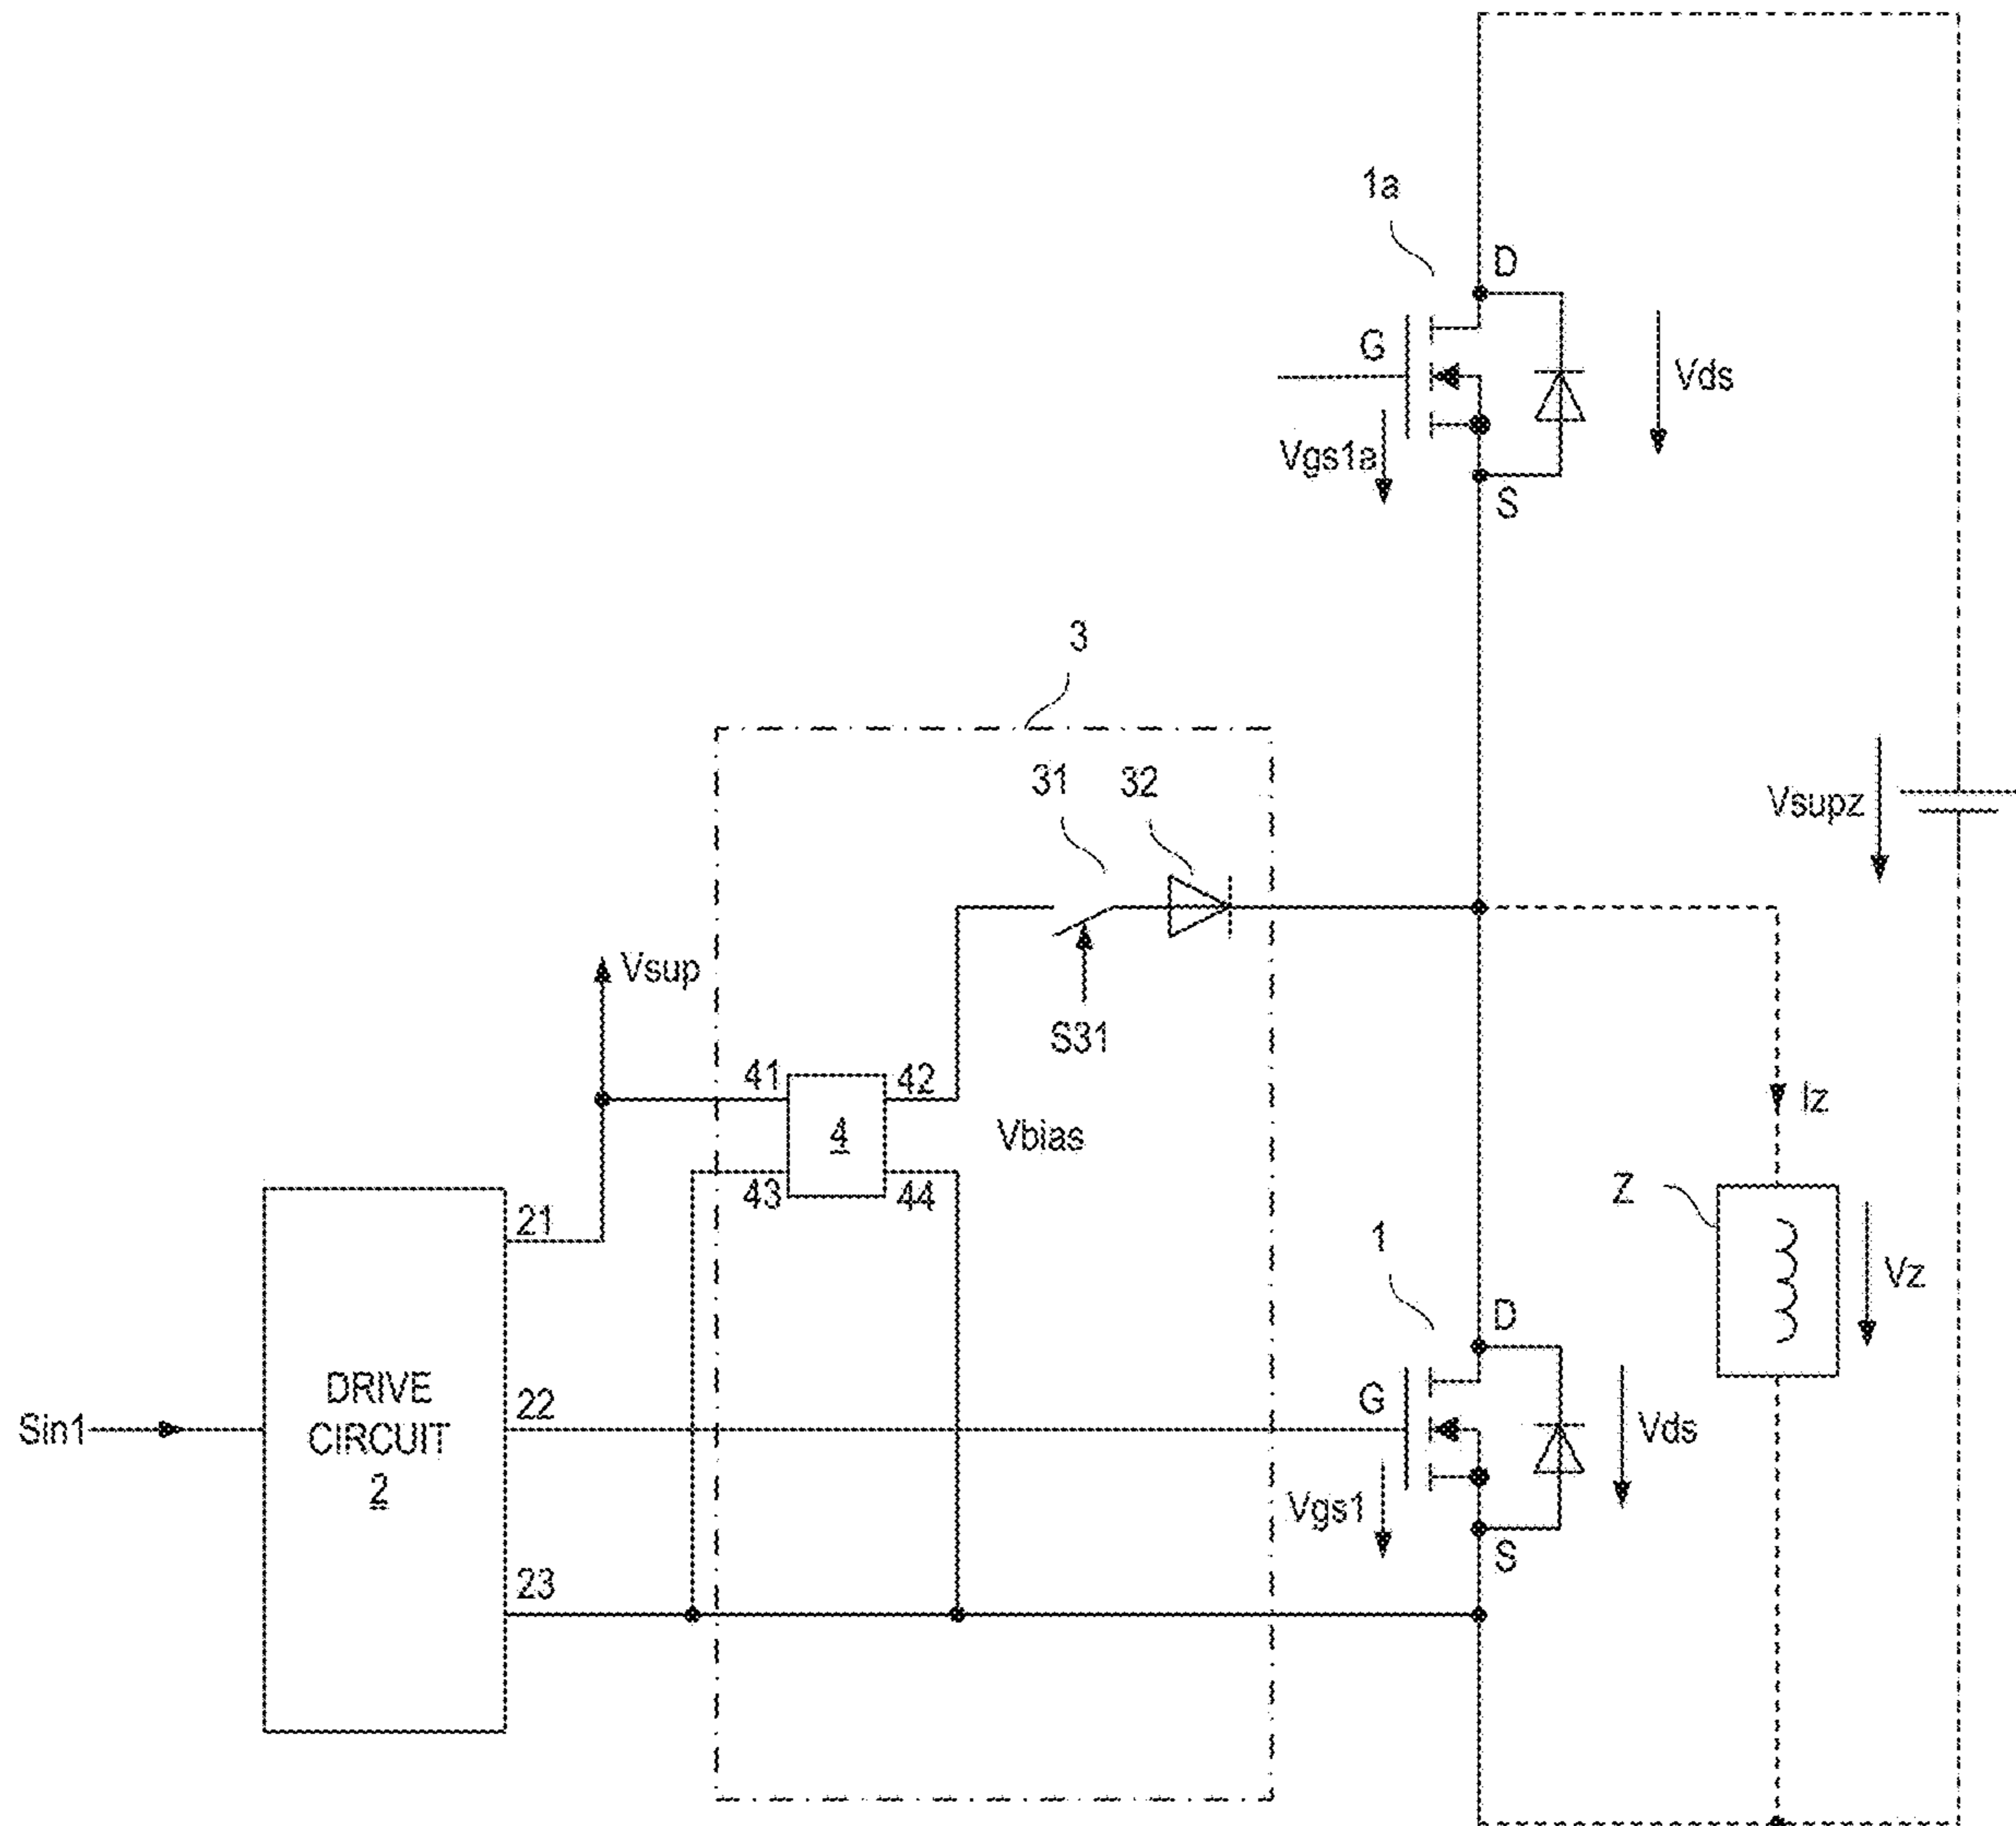 1a
D
G
Vds
Vgs1a
S
3
31
32
Vsupz
Vsup
S31
41
42
Iz
4
Vbias
43
44
Z
21
1
Vz
D
DRIVE
CIRCUIT
2
22
G
Vds
Sin1
Vgs1
23
S